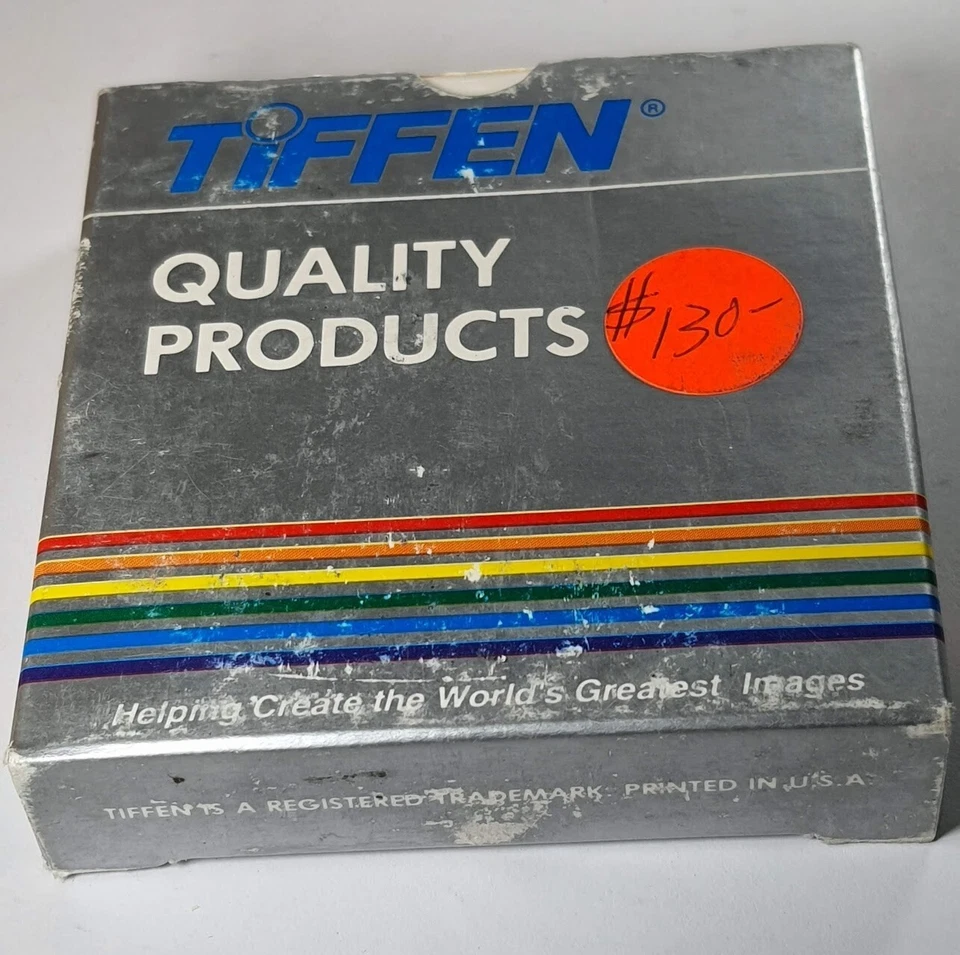 TiFFEN®
QUALITY
PRODUCTS
$130-
Helping Create the World's Greatest Images
TIFFEN IS A REGISTERED TRADEMARK. PRINTED IN U.S.A.